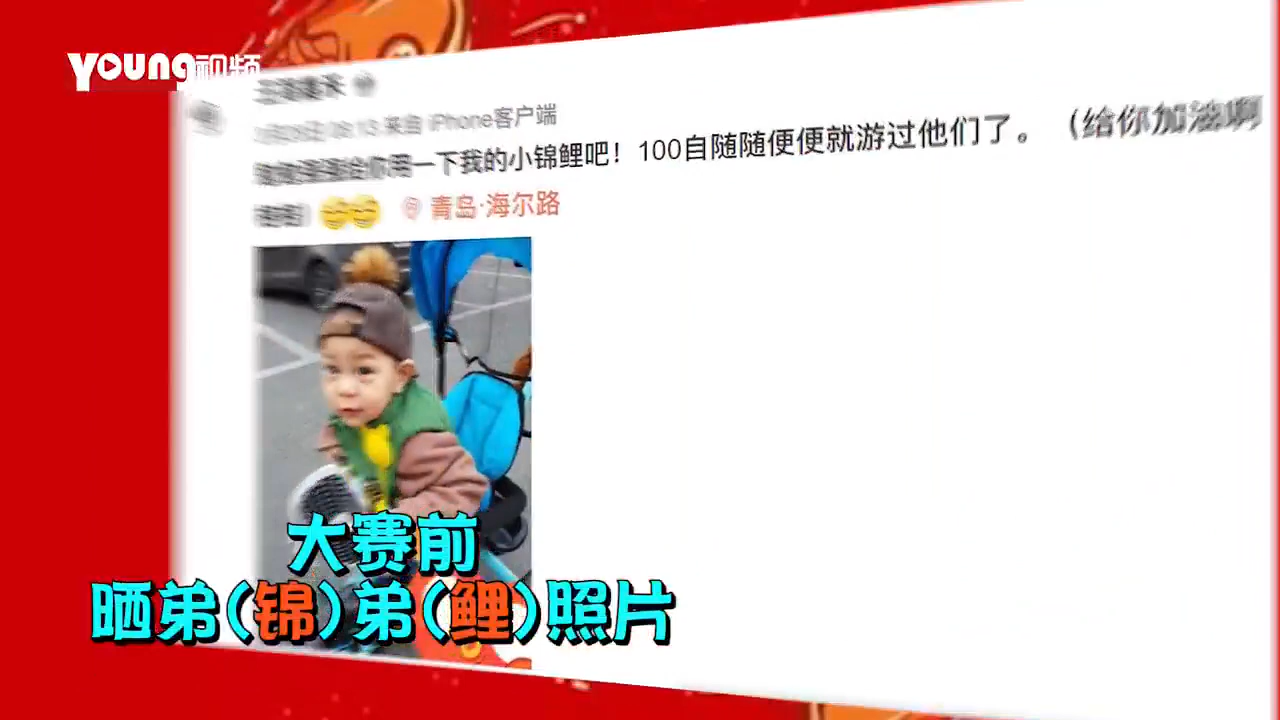 young视频
来自 iPhone客户端
一下我的小锦鲤吧！100自随随便便就游过他们了。（给你加油啊
青岛·海尔路
大赛前
晒弟(锦)弟(鲤)照片